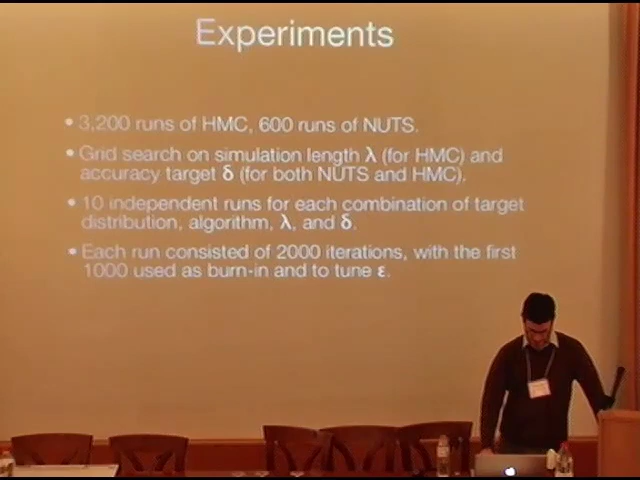 Experiments
• 3,200 runs of HMC, 600 runs of NUTS.
• Grid search on simulation length λ (for HMC) and
accuracy target δ (for both NUTS and HMC).
• 10 independent runs for each combination of target
distribution, algorithm, λ, and δ.
• Each run consisted of 2000 iterations, with the first
1000 used as burn-in and to tune ε.